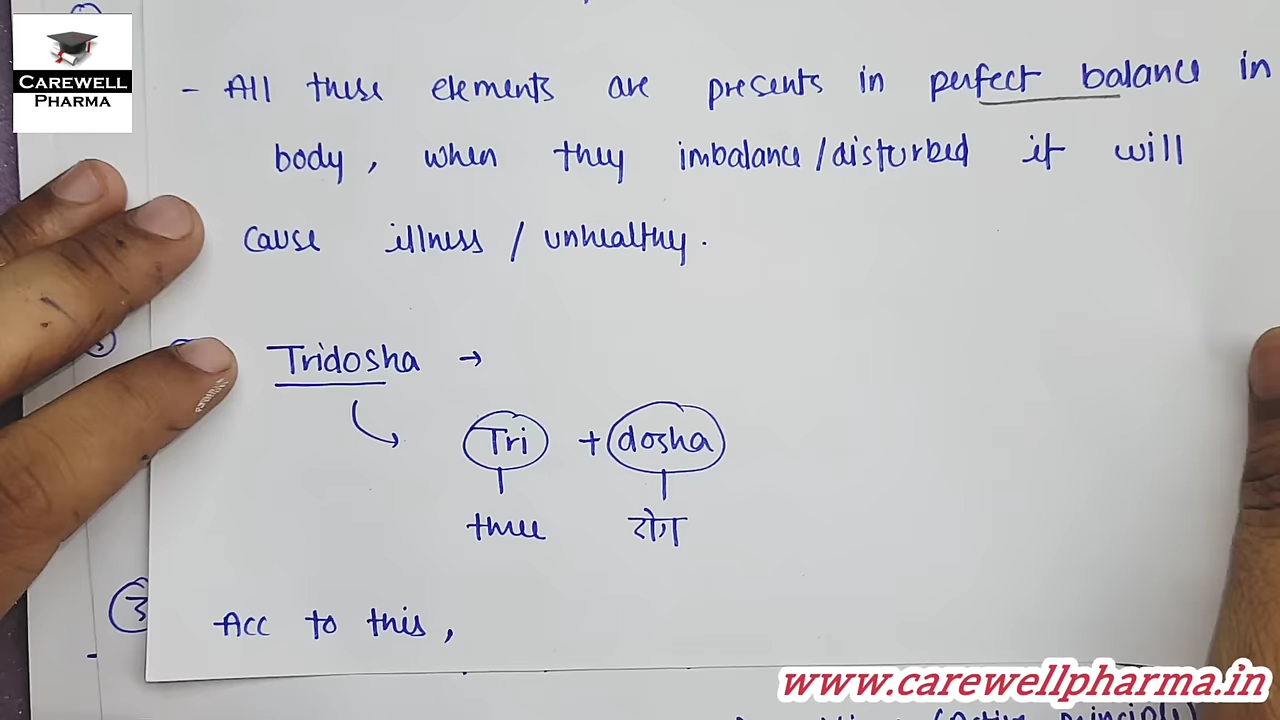 CAREWELL
PHARMA
- All these elements are presents in perfect balance in
body, when they imbalance/disturbed it will
cause illness / unhealthy.
Tridosha →
Tri + dosha
three रोग
3
Acc to this,
www.carewellpharma.in